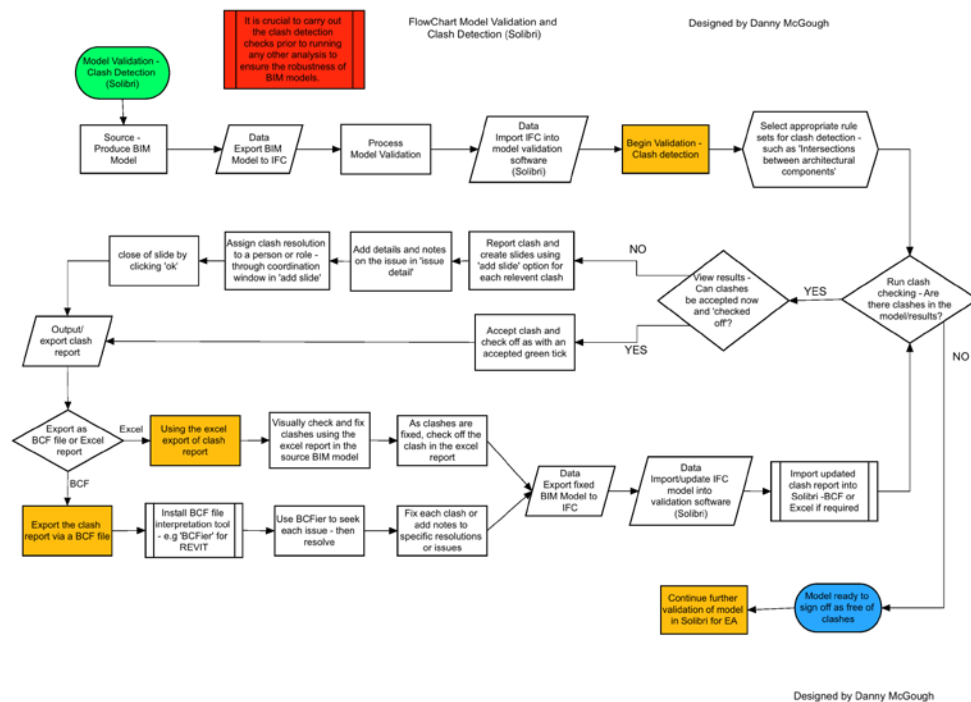 It is crucial to carry out
the clash detection
checks prior to running
any other analysis to
ensure the robustness of
BIM models.
FlowChart Model Validation and
Clash Detection (Solibri)
Designed by Danny McGough
Model Validation -
Clash Detection
(Solibri)
Source -
Produce BIM
Model
Data
Export BIM
Model to IFC
Process
Model Validation
Data
Import IFC into
model validation
software
(Solibri)
Begin Validation -
Clash detection
Select appropriate rule
sets for clash detection -
such as 'Intersections
between architectural
components'
close of slide by
clicking 'ok'
Assign clash resolution
to a person or role -
through coordination
window in 'add slide'
Add details and notes
on the issue in 'issue
detail'
Report clash and
create slides using
'add slide' option for
each relevent clash
NO
View results -
Can clashes
be accepted now
and 'checked
off'?
YES
Run clash
checking - Are
there clashes in the
model/results?
Output/
export clash
report
Accept clash and
check off as with an
accepted green tick
YES
NO
Export as
BCF file or Excel
report
Excel
Using the excel
export of clash
report
Visually check and fix
clashes using the
excel report in the
source BIM model
As clashes are
fixed, check off the
clash in the excel
report
Data
Export fixed
BIM Model to
IFC
Data
Import/update IFC
model into
validation software
(Solibri)
Import updated
clash report into
Solibri -BCF or
Excel if required
BCF
Export the clash
report via a BCF file
Install BCF file
interpretation tool
- e.g 'BCFier' for
REVIT
Use BCFier to seek
each issue - then
resolve
Fix each clash or
add notes to
specific resolutions
or issues
Continue further
validation of model
in Solibri for EA
Model ready to
sign off as free of
clashes
Designed by Danny McGough